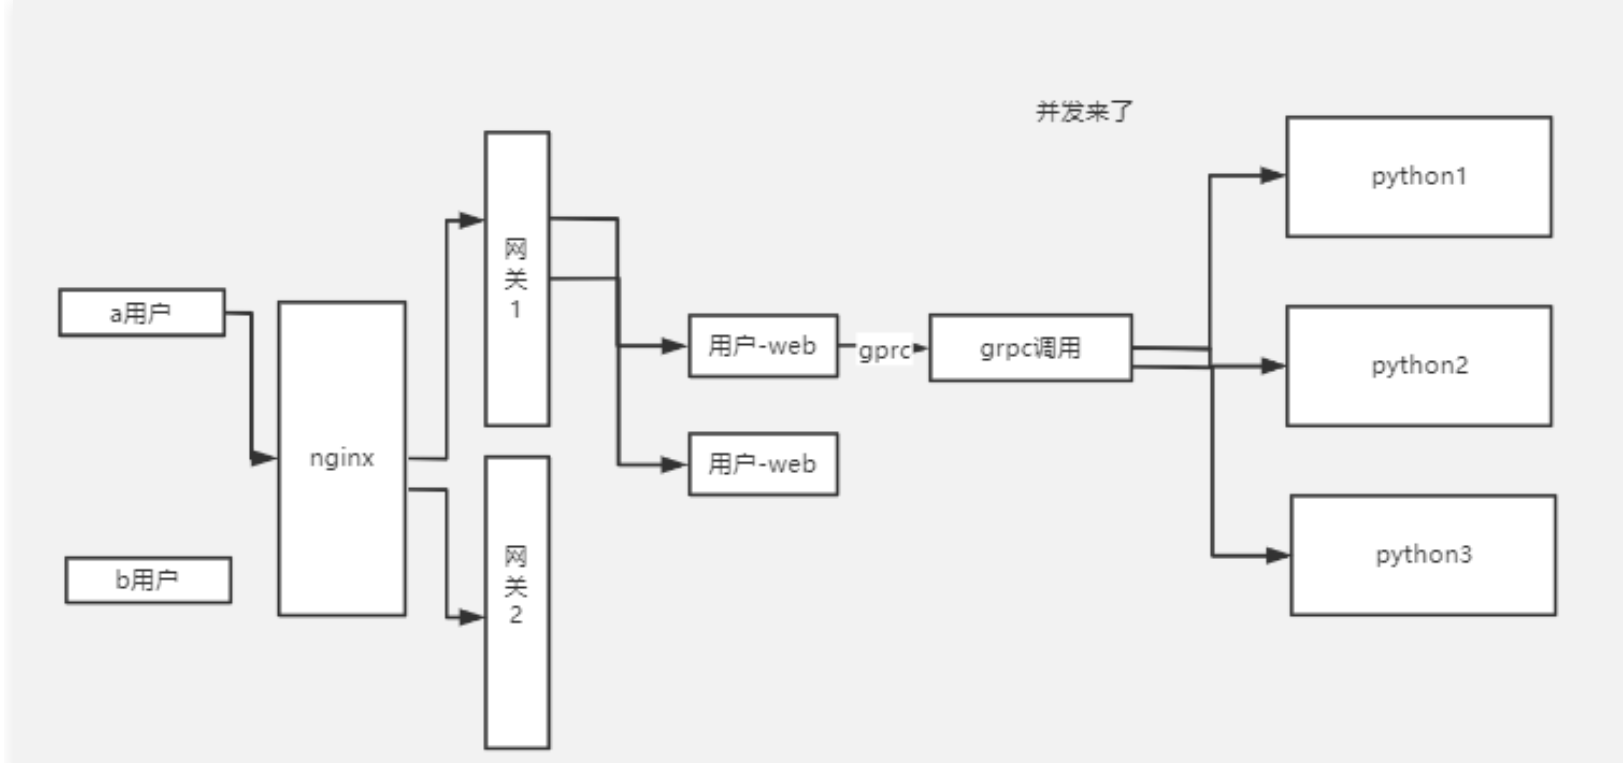 并发来了
python1
网
关
1
a用户
用户-web
gprc
grpc调用
python2
nginx
用户-web
b用户
网
关
2
python3